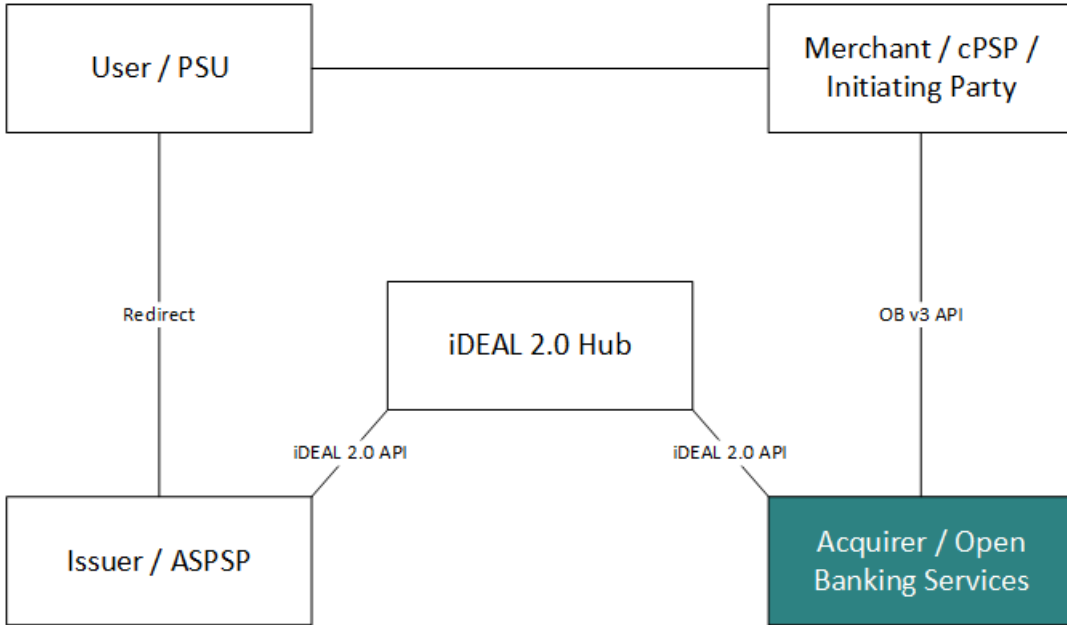 User / PSU
Merchant / cPSP /
Initiating Party
Redirect
OB v3 API
iDEAL 2.0 Hub
iDEAL 2.0 API
iDEAL 2.0 API
Issuer / ASPSP
Acquirer / Open
Banking Services